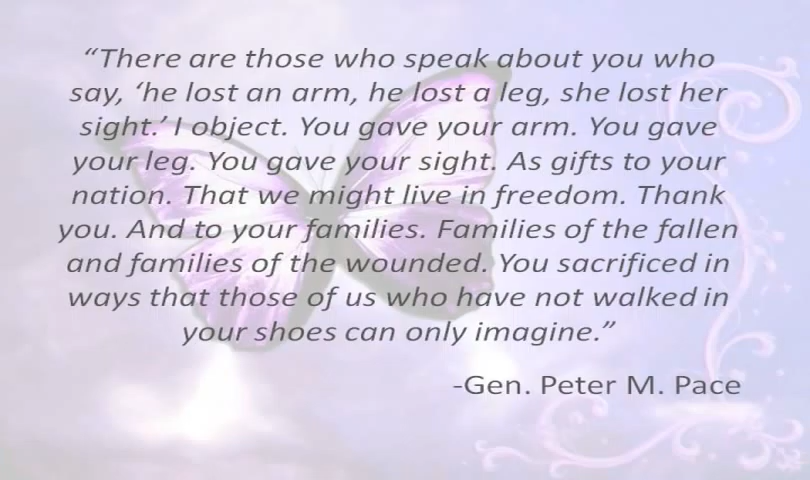 “There are those who speak about you who
say, ‘he lost an arm, he lost a leg, she lost her
sight.’ I object. You gave your arm. You gave
your leg. You gave your sight. As gifts to your
nation. That we might live in freedom. Thank
you. And to your families. Families of the fallen
and families of the wounded. You sacrificed in
ways that those of us who have not walked in
your shoes can only imagine.”
-Gen. Peter M. Pace